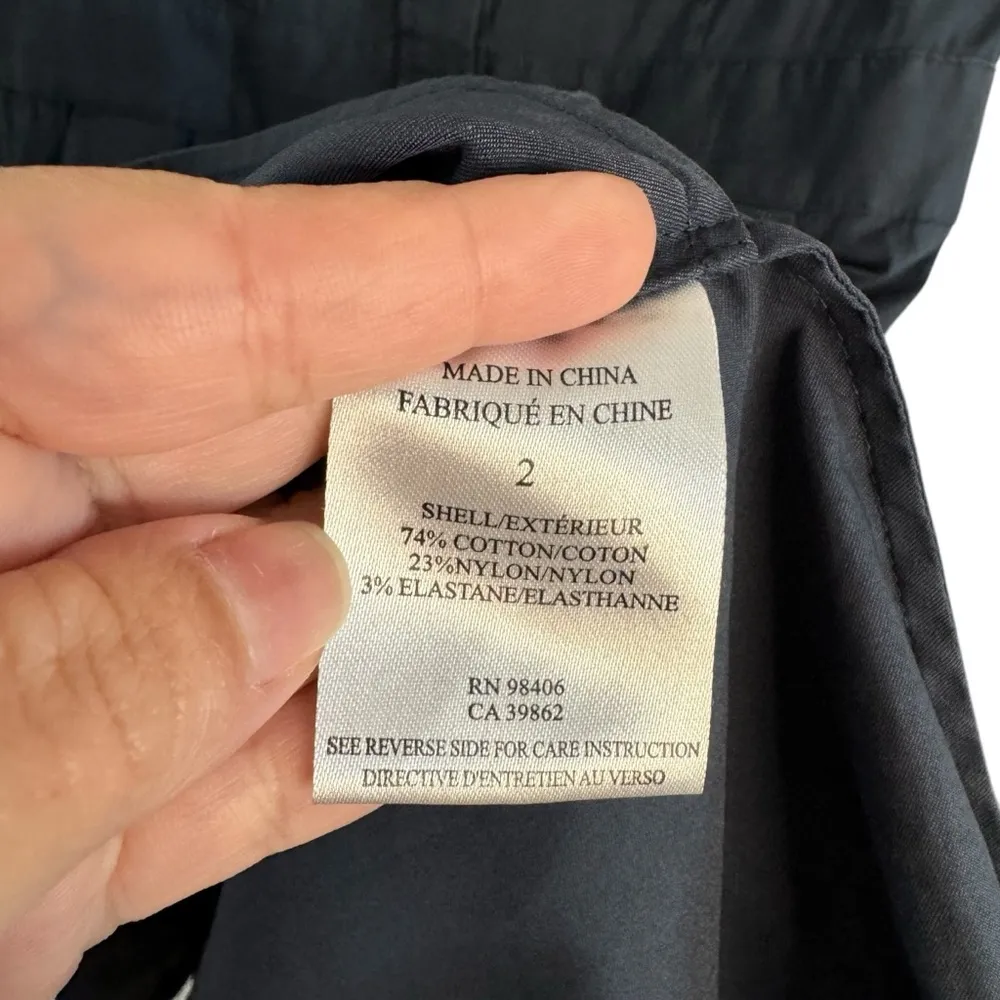 MADE IN CHINA
FABRIQUÉ EN CHINE
2
SHELL/EXTÉRIEUR
74% COTTON/COTON
23%NYLON/NYLON
3% ELASTANE/ELASTHANNE
RN 98406
CA 39862
SEE REVERSE SIDE FOR CARE INSTRUCTION
DIRECTIVE D'ENTRETIEN AU VERSO